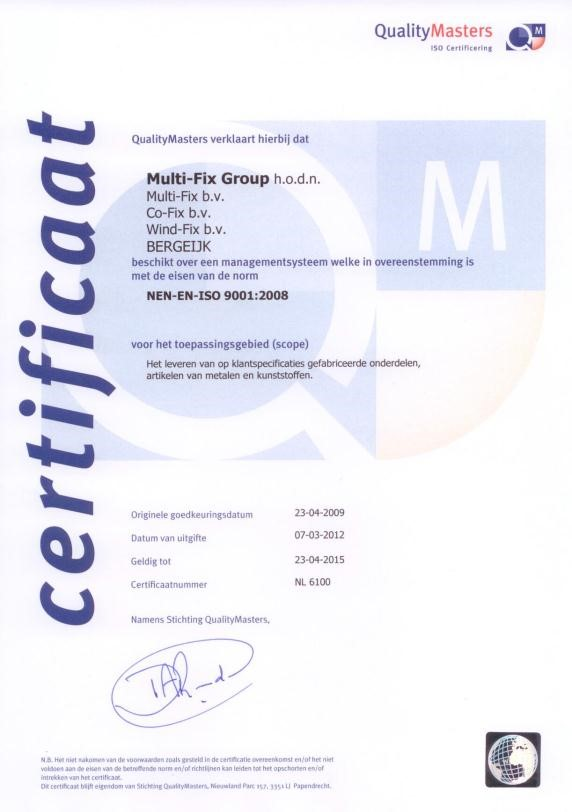 QualityMasters
ISO Certificering
M
certificaat
QualityMasters verklaart hierbij dat
M
Multi-Fix Group h.o.d.n.
Multi-Fix b.v.
Co-Fix b.v.
Wind-Fix b.v.
BERGEIJK
beschikt over een managementsysteem welke in overeenstemming is
met de eisen van de norm
NEN-EN-ISO 9001:2008
voor het toepassingsgebied (scope)
Het leveren van op klantspecificaties gefabriceerde onderdelen,
artikelen van metalen en kunststoffen.
Originele goedkeuringsdatum 23-04-2009
Datum van uitgifte 07-03-2012
Geldig tot 23-04-2015
Certificaatnummer NL 6100
Namens Stichting QualityMasters,
N.B. Het niet nakomen van de voorwaarden zoals gesteld in de certificatie overeenkomst en/of het niet
voldoen aan de eisen van de betreffende norm en/of richtlijnen kan leiden tot het opschorten en/of
intrekken van het certificaat.
Dit certificaat blijft eigendom van Stichting QualityMasters, Nieuwland Parc 157, 3351 LJ Papendrecht.